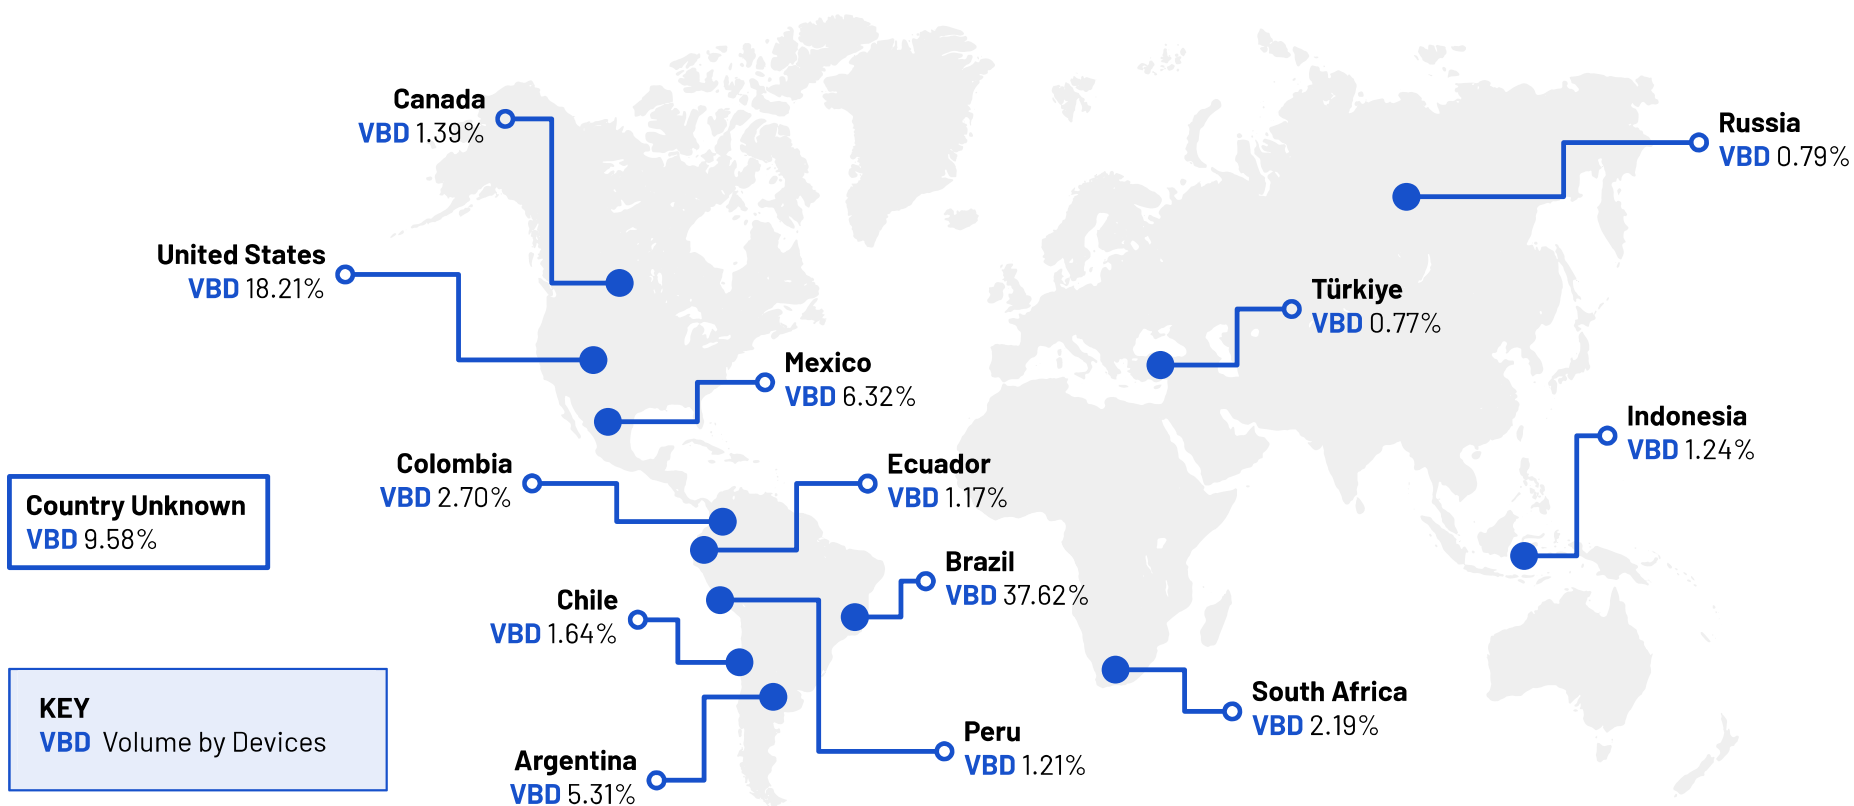 Canada
VBD 1.39%
Russia
VBD 0.79%
United States
VBD 18.21%
Türkiye
VBD 0.77%
Mexico
VBD 6.32%
Indonesia
VBD 1.24%
Colombia
VBD 2.70%
Ecuador
VBD 1.17%
Country Unknown
VBD 9.58%
Brazil
VBD 37.62%
Chile
VBD 1.64%
South Africa
VBD 2.19%
KEY
VBD Volume by Devices
Peru
VBD 1.21%
Argentina
VBD 5.31%